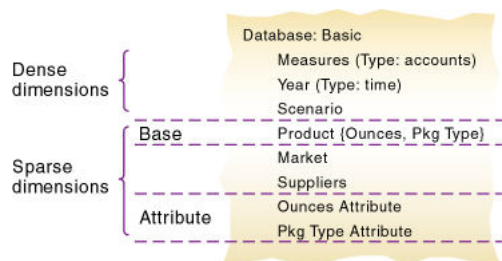 Database: Basic
Dense
dimensions
Measures (Type: accounts)
Year (Type: time)
Scenario
Sparse
dimensions
Base
Product {Ounces, Pkg Type}
Market
Suppliers
Attribute
Ounces Attribute
Pkg Type Attribute